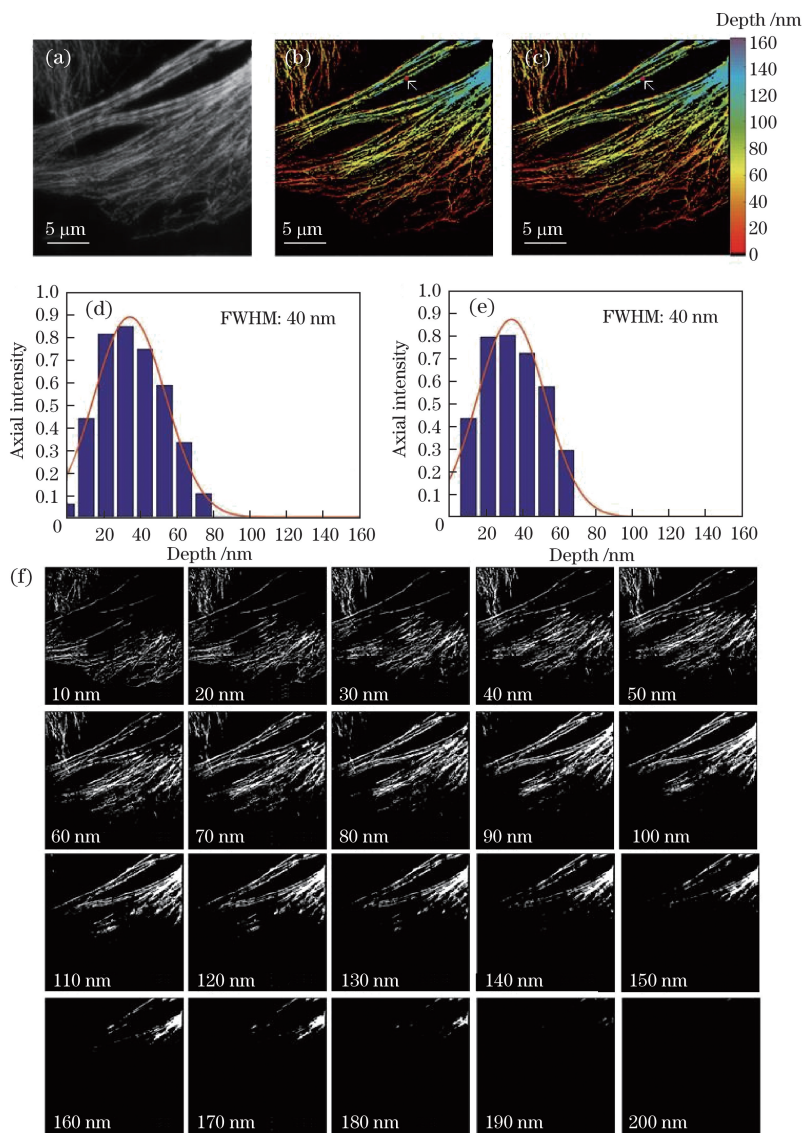 Depth /nm
(a)
(b)
(c)
160
140
120
100
80
60
40
20
0
5 μm
5 μm
5 μm
(d)
FWHM: 40 nm
Axial intensity
1.0
0.9
0.8
0.7
0.6
0.5
0.4
0.3
0.2
0.1
0
20 40 60 80 100 120 140 160
Depth /nm
(e)
FWHM: 40 nm
Axial intensity
1.0
0.9
0.8
0.7
0.6
0.5
0.4
0.3
0.2
0.1
0
20 40 60 80 100 120 140 160
Depth /nm
(f)
10 nm 20 nm 30 nm 40 nm 50 nm
60 nm 70 nm 80 nm 90 nm 100 nm
110 nm 120 nm 130 nm 140 nm 150 nm
160 nm 170 nm 180 nm 190 nm 200 nm